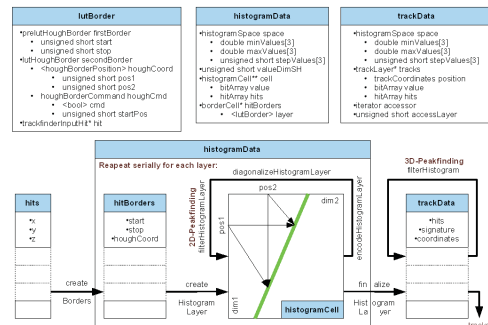 lutBorder
•prelutHoughBorder firstBorder
• unsigned short start
• unsigned short stop
•lutHoughBorder secondBorder
• <houghBorderPosition> houghCoord
• unsigned short pos1
• unsigned short pos2
• houghBorderCommand houghCmd
• <bool> cmd
• unsigned short startPos
•trackfinderInputHit* hit
histogramData
•histogramSpace space
• double minValues[3]
• double maxValues[3]
• unsigned short stepValues[3]
•unsigned short valueDimSH
•histogramCell** cell
• bitArray value
• hitArray hits
•borderCell* hitBorders
• <lutBorder> layer
trackData
•histogramSpace space
• double minValues[3]
• double maxValues[3]
• unsigned short stepValues[3]
•trackLayer* tracks
• trackCoordinates position
• bitArray value
• hitArray hits
•iterator accessor
•unsigned short accessLayer
histogramData
Reapeat serially for each layer:
diagonalizeHistogramLayer
pos2
dim2
pos1
dim1
2D-Peakfinding
filterHistogramLayer
encodeHistogramLayer
histogramCell
3D-Peakfinding
filterHistogram
hits
•x
•y
•z
hitBorders
•start
•stop
•houghCoord
trackData
•hits
•signature
•coordinates
create
Borders
create
Histogram
Layer
fin alize
Hist ogram
La yer
tracks